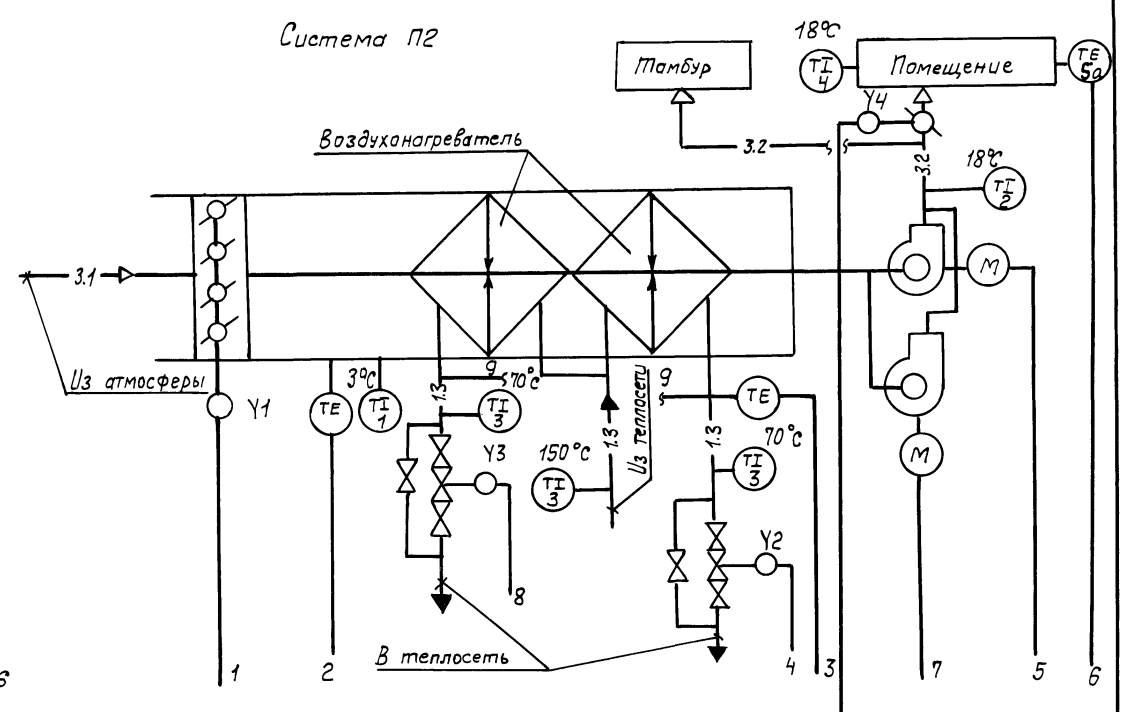 Система П2
18°С
Тамбур
TI
4
Помещение
TE
5а
Y4
Воздухонагреватель
3.2
3.2
18°С
TI
2
3.1
M
Из атмосферы
3°С
9
70°С
Из теплосети
9
Y1
TE
TI
1
1.3
TI
3
TE
M
Y3
150°С
1.3
1.3
70°С
TI
3
TI
3
Y2
8
В теплосеть
6
1
2
4
3
7
5
6